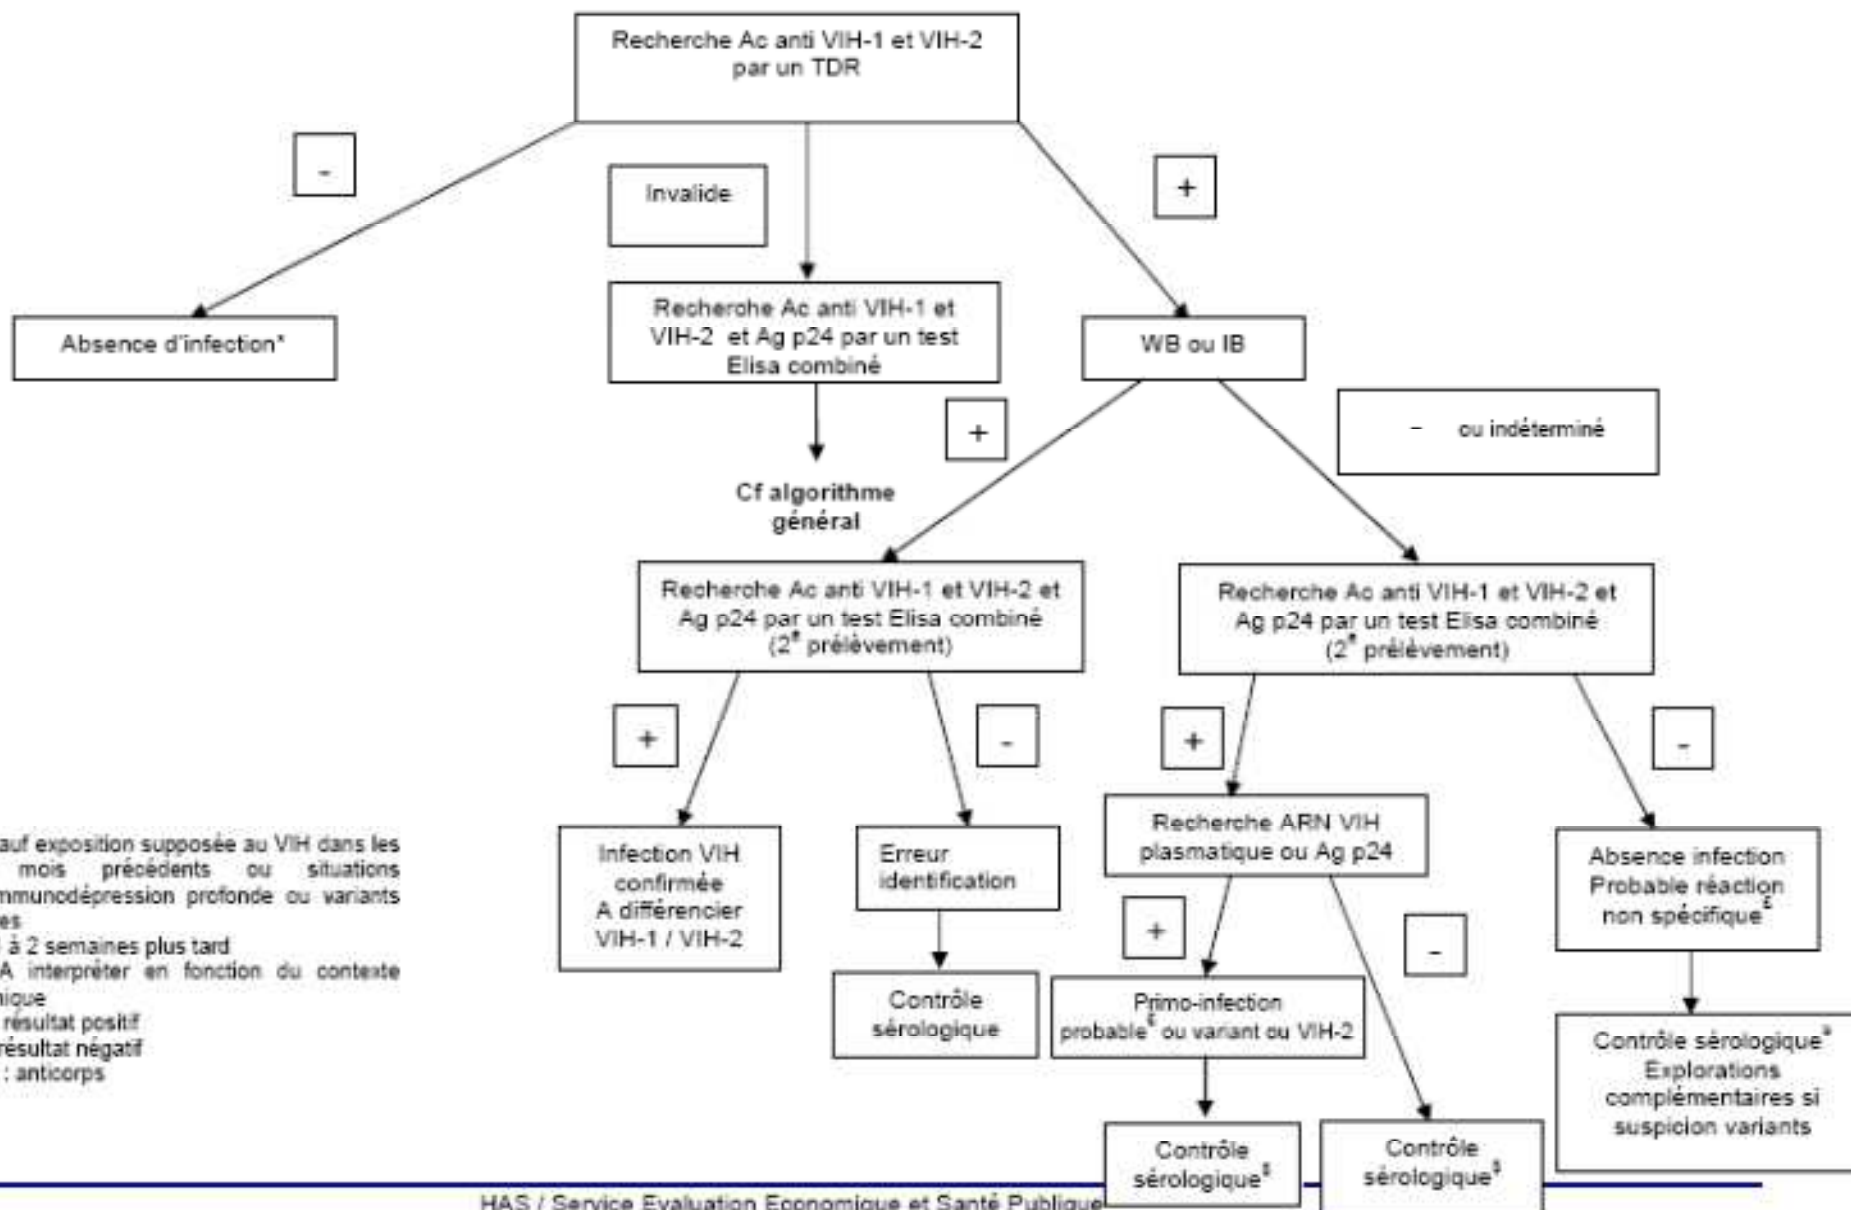 Recherche Ac anti VIH-1 et VIH-2
par un TDR
-
Invalide
+
Absence d'infection*
Recherche Ac anti VIH-1 et
VIH-2 et Ag p24 par un test
Elisa combiné
WB ou IB
+
- ou indéterminé
Cf algorithme
général
Recherche Ac anti VIH-1 et VIH-2 et
Ag p24 par un test Elisa combiné
(2e prélèvement)
Recherche Ac anti VIH-1 et VIH-2 et
Ag p24 par un test Elisa combiné
(2e prélèvement)
+
-
+
-
Infection VIH
confirmée
A différencier
VIH-1 / VIH-2
Erreur
identification
Recherche ARN VIH
plasmatique ou Ag p24
Absence infection
Probable réaction
non spécifique£
+
-
Contrôle
sérologique
Primo-infection
probable€ ou variant ou VIH-2
Contrôle sérologique
Explorations
complémentaires si
suspicion variants
Contrôle
sérologique$
Contrôle
sérologique$
auf exposition supposée au VIH dans les
mois précédents ou situations
mmunodépression profonde ou variants
es
à 2 semaines plus tard
A interpréter en fonction du contexte
nique
résultat positif
résultat négatif
: anticorps
HAS / Service Evaluation Economique et Santé Publique